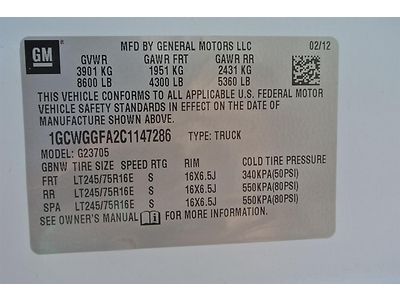 GM
MFD BY GENERAL MOTORS LLC 02/12
GVWR GAWR FRT GAWR RR
3901 KG 1951 KG 2431 KG
8600 LB 4300 LB 5360 LB
THIS VEHICLE CONFORMS TO ALL APPLICABLE U.S. FEDERAL MOTOR
VEHICLE SAFETY STANDARDS IN EFFECT ON THE DATE OF
MANUFACTURE SHOWN ABOVE.
1GCWGGFA2C1147286 TYPE: TRUCK
MODEL: G23705
GBNW TIRE SIZE SPEED RTG RIM COLD TIRE PRESSURE
FRT LT245/75R16E S 16X6.5J 340KPA(50PSI)
RR LT245/75R16E S 16X6.5J 550KPA(80PSI)
SPA LT245/75R16E S 16X6.5J 550KPA(80PSI)
SEE OWNER'S MANUAL FOR MORE INFORMATION.